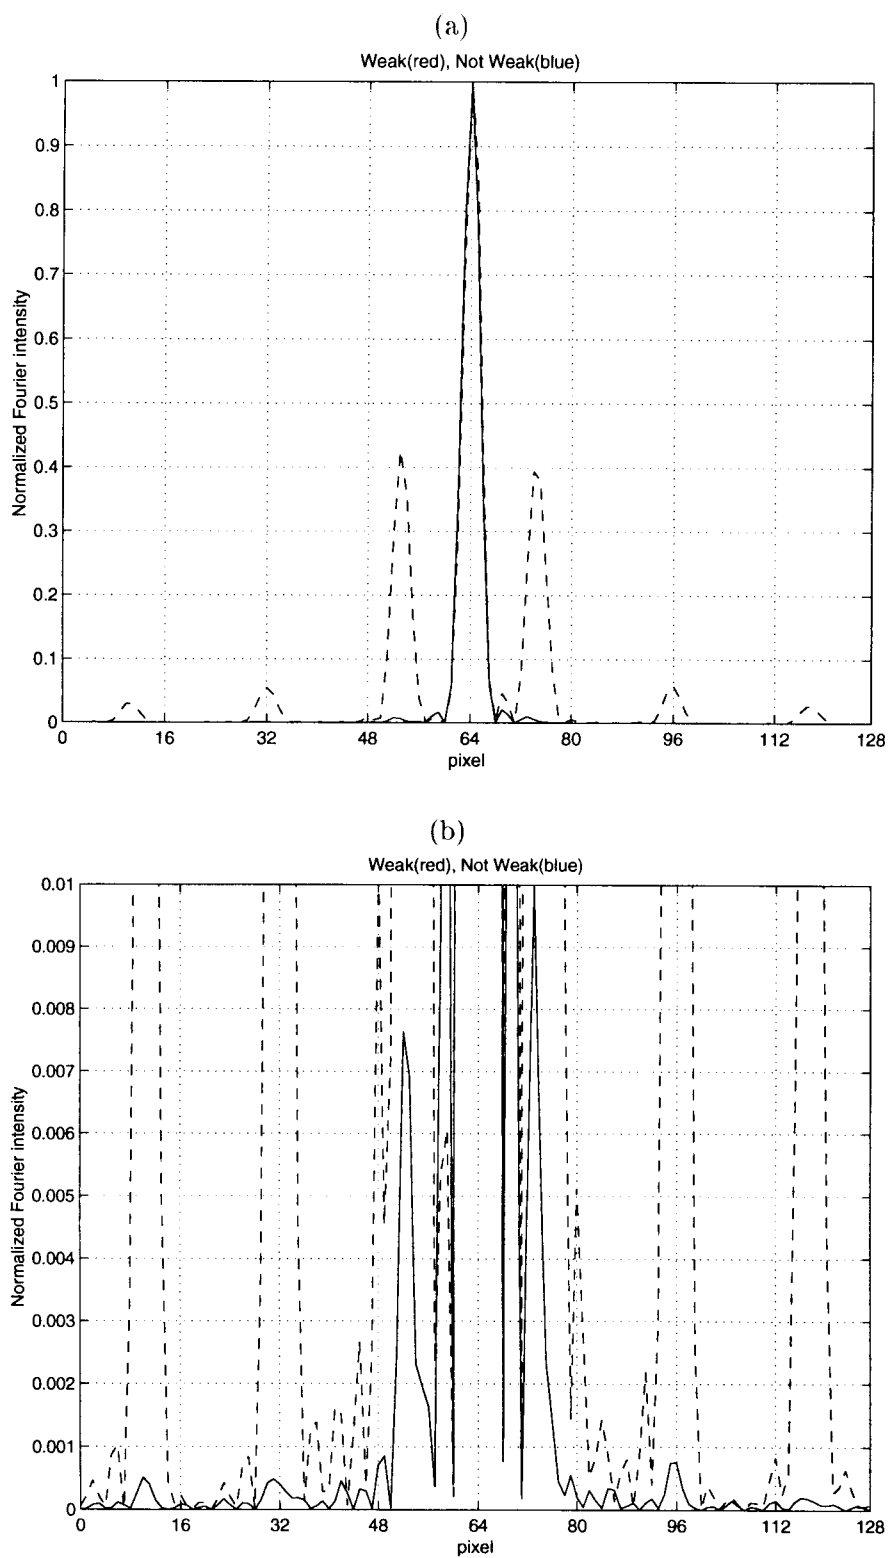 (a)
Weak(red), Not Weak(blue)
1
0.9
0.8
0.7
0.6
0.5
0.4
0.3
0.2
0.1
0
Normalized Fourier intensity
0 16 32 48 64 80 96 112 128
pixel
(b)
Weak(red), Not Weak(blue)
0.01
0.009
0.008
0.007
0.006
0.005
0.004
0.003
0.002
0.001
0
Normalized Fourier intensity
0 16 32 48 64 80 96 112 128
pixel